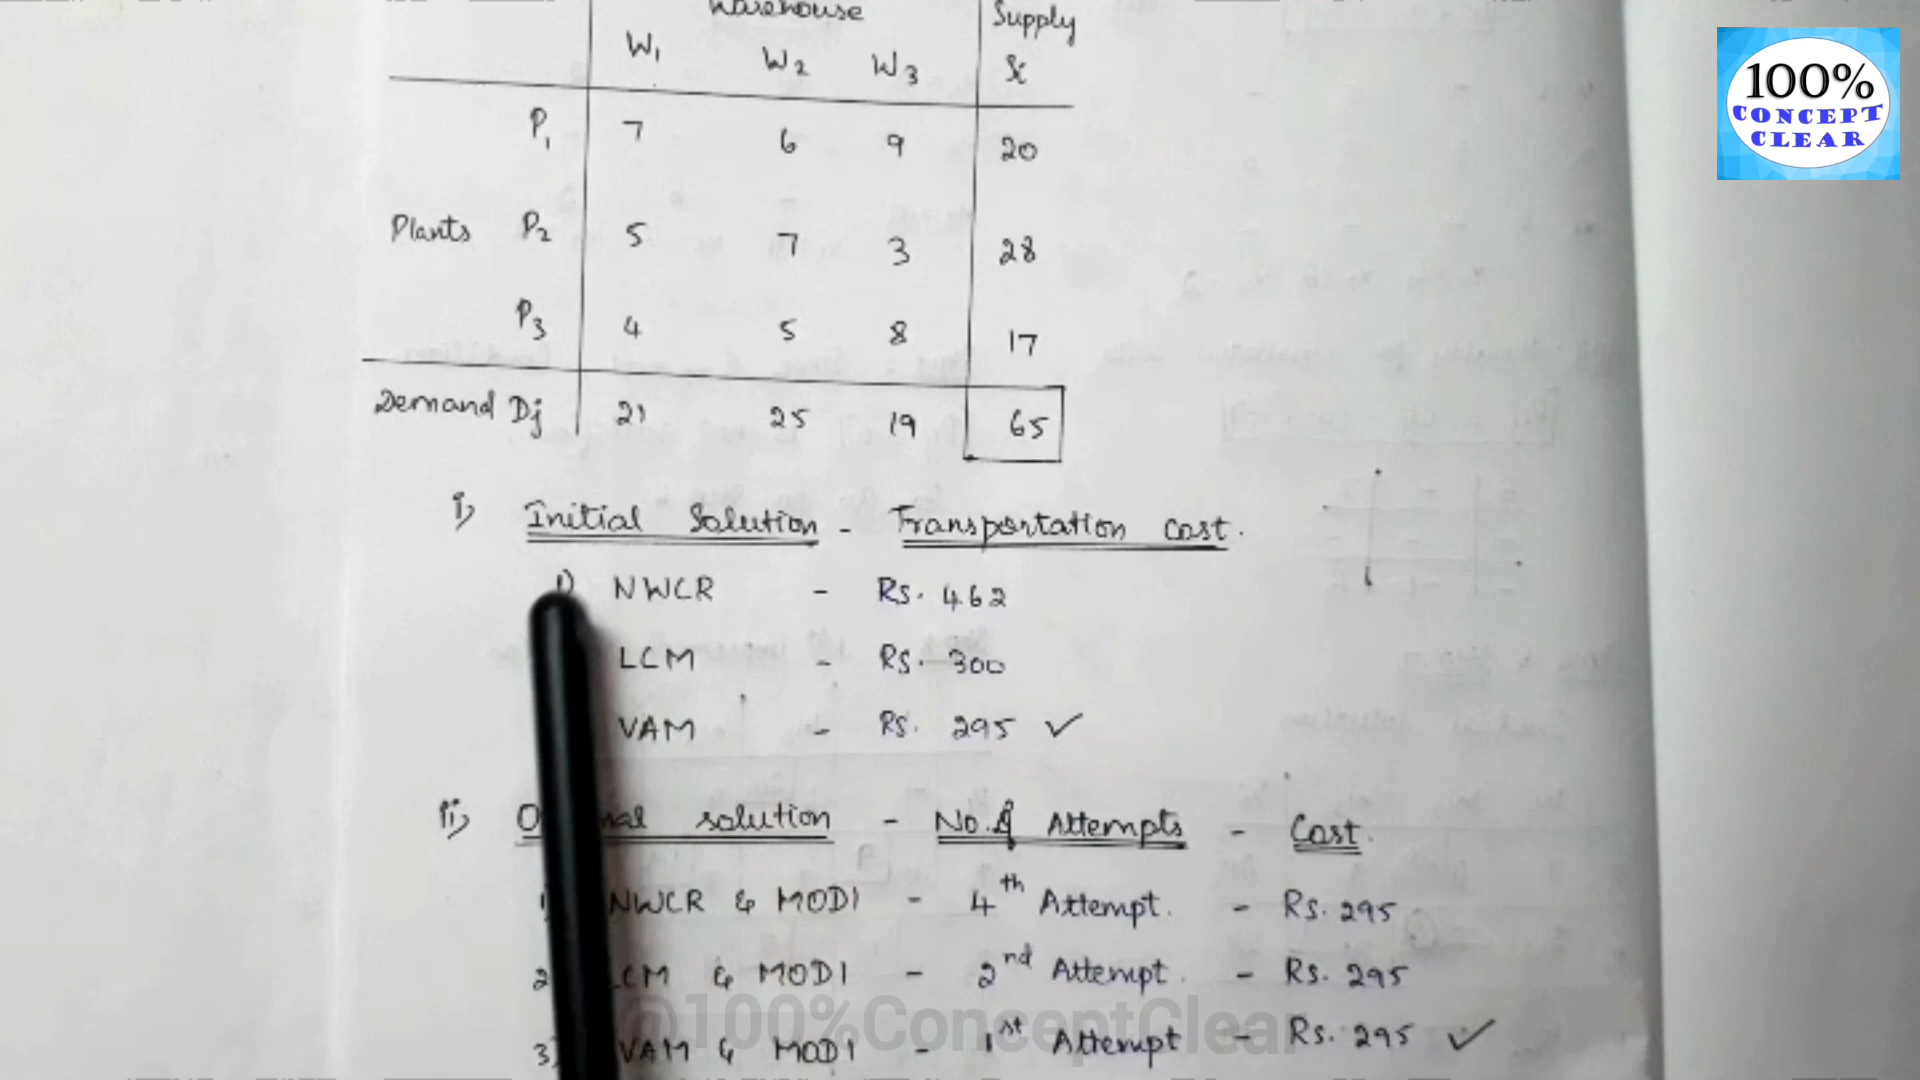 Warehouse Supply
W1 W2 W3 Si
P1 7 6 9 20
Plants P2 5 7 3 28
P3 4 5 8 17
Demand Dj 21 25 19 65
i) Initial Solution - Transportation Cost.
1) NWCR - Rs. 462
LCM - Rs. 300
VAM - Rs. 295 ✓
ii) solution - No. of Attempts - Cost.
NWCR & MODI - 4th Attempt. - Rs. 295
2 LCM & MODI - 2nd Attempt. - Rs. 295
3) VAM & MODI - 1st Attempt - Rs. 295 ✓
@100%ConceptClear
100%
CONCEPT
CLEAR